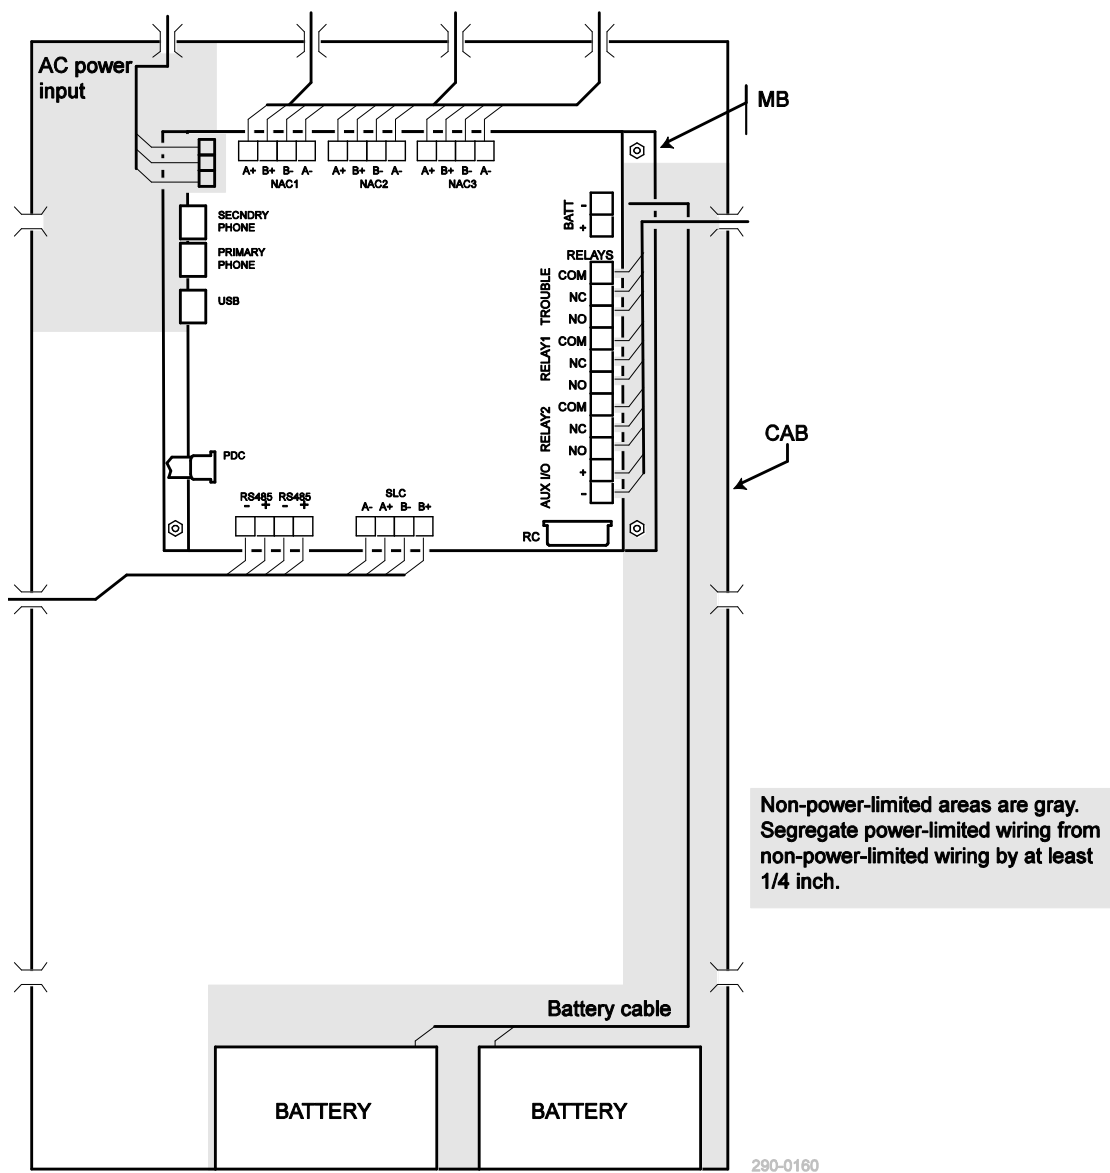 AC power
input
MB
A+ B+ B- A-
NAC1
A+ B+ B- A-
NAC2
A+ B+ B- A-
NAC3
SECNDRY
PHONE
PRIMARY
PHONE
USB
BATT
-
+
RELAYS
TROUBLE
COM
NC
NO
RELAY1
COM
NC
NO
RELAY2
COM
NC
NO
AUX I/O
+
-
CAB
PDC
RS485 RS485
- + - +
SLC
A- A+ B- B+
RC
Non-power-limited areas are gray.
Segregate power-limited wiring from
non-power-limited wiring by at least
1/4 inch.
Battery cable
BATTERY
BATTERY
290-0160